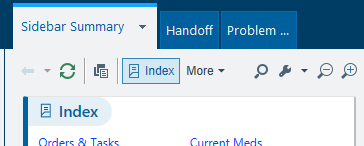 Sidebar Summary Handoff Problem ...
Index More
Index
Orders & Tasks Current Meds